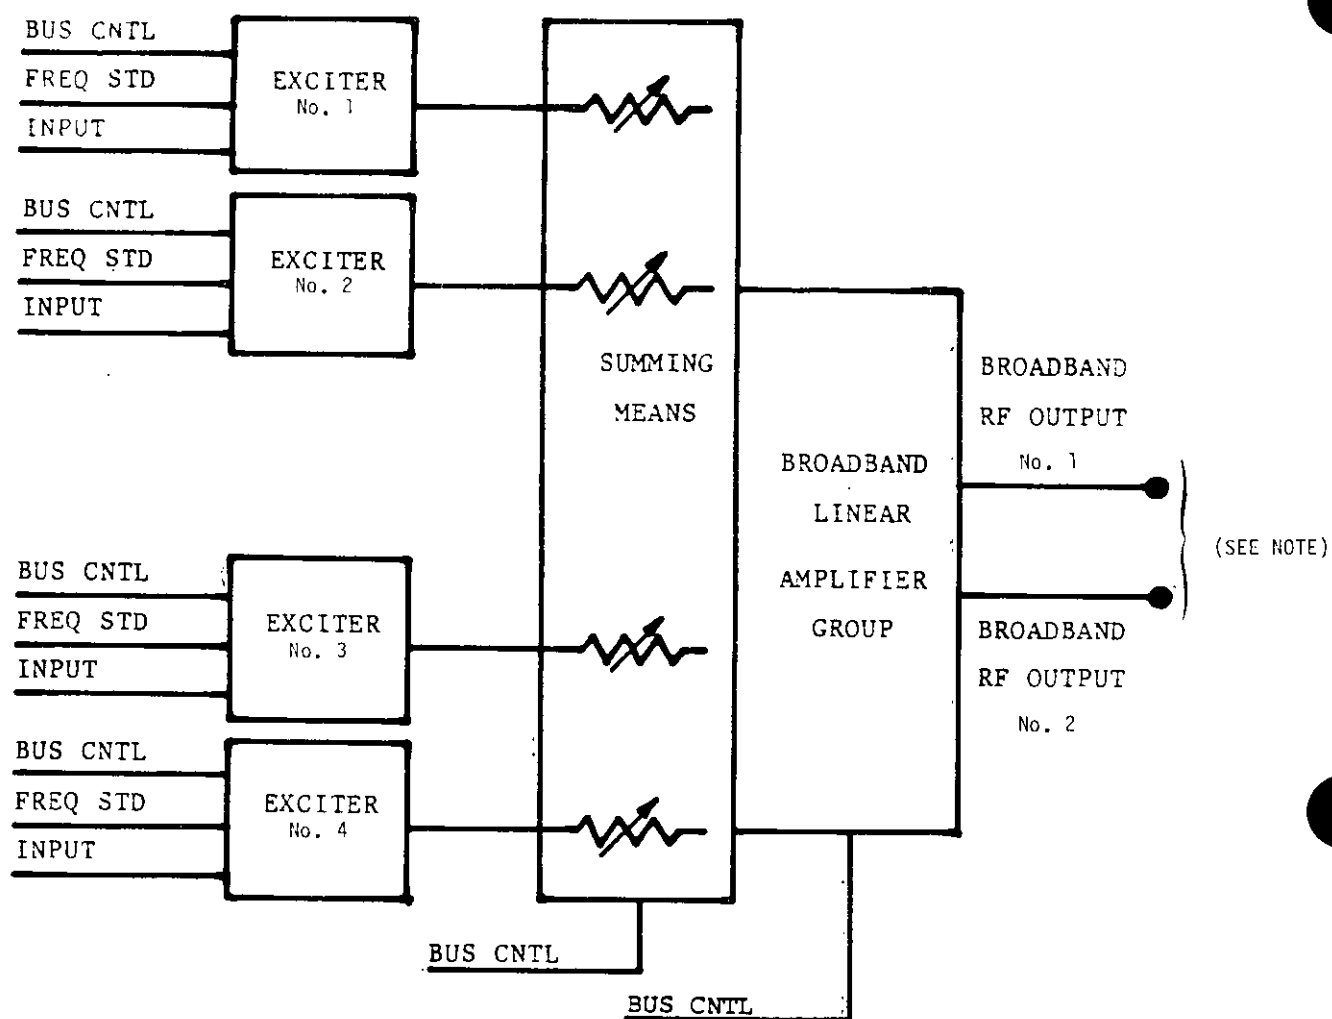 BUS CNTL
FREQ STD
INPUT
EXCITER
No. 1
BUS CNTL
FREQ STD
INPUT
EXCITER
No. 2
SUMMING
MEANS
BROADBAND
RF OUTPUT
No. 1
BROADBAND
LINEAR
AMPLIFIER
GROUP
(SEE NOTE)
BUS CNTL
FREQ STD
INPUT
EXCITER
No. 3
BROADBAND
RF OUTPUT
No. 2
BUS CNTL
FREQ STD
INPUT
EXCITER
No. 4
BUS CNTL
BUS CNTL